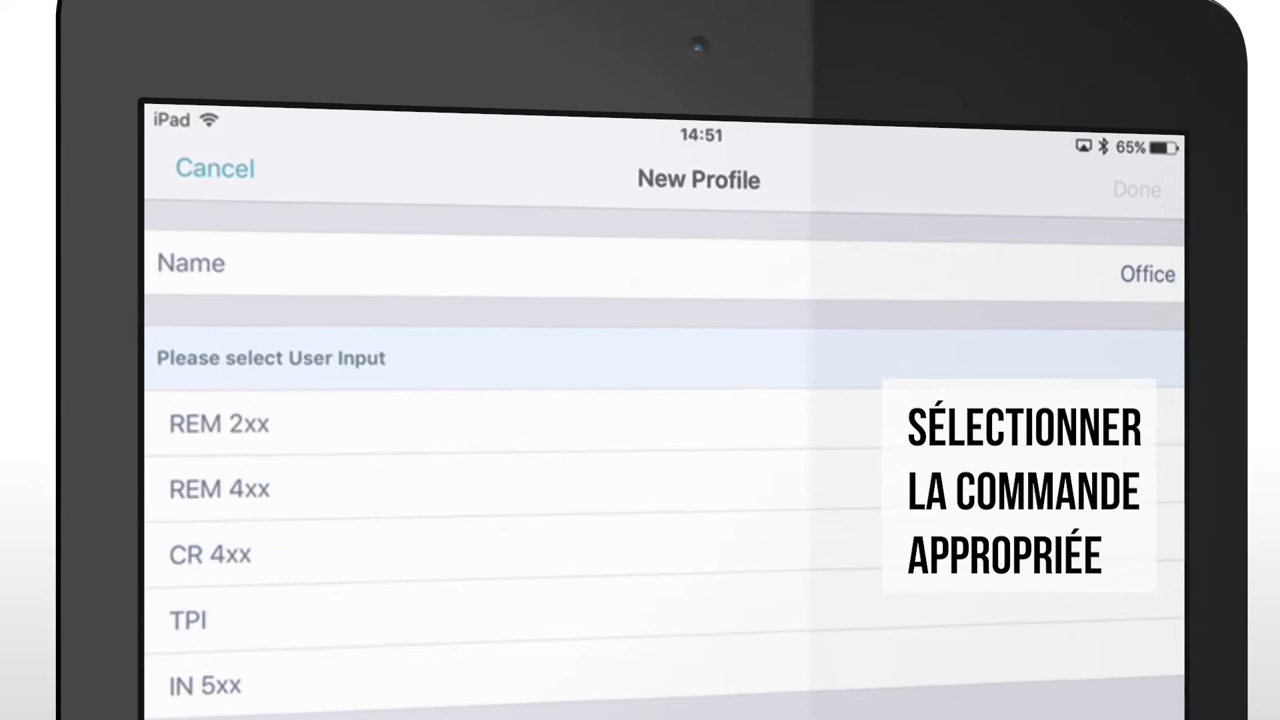 iPad
14:51
65%
Cancel
New Profile
Done
Name
Office
Please select User Input
REM 2xx
REM 4xx
CR 4xx
TPI
IN 5xx
SÉLECTIONNER
LA COMMANDE
APPROPRIÉE